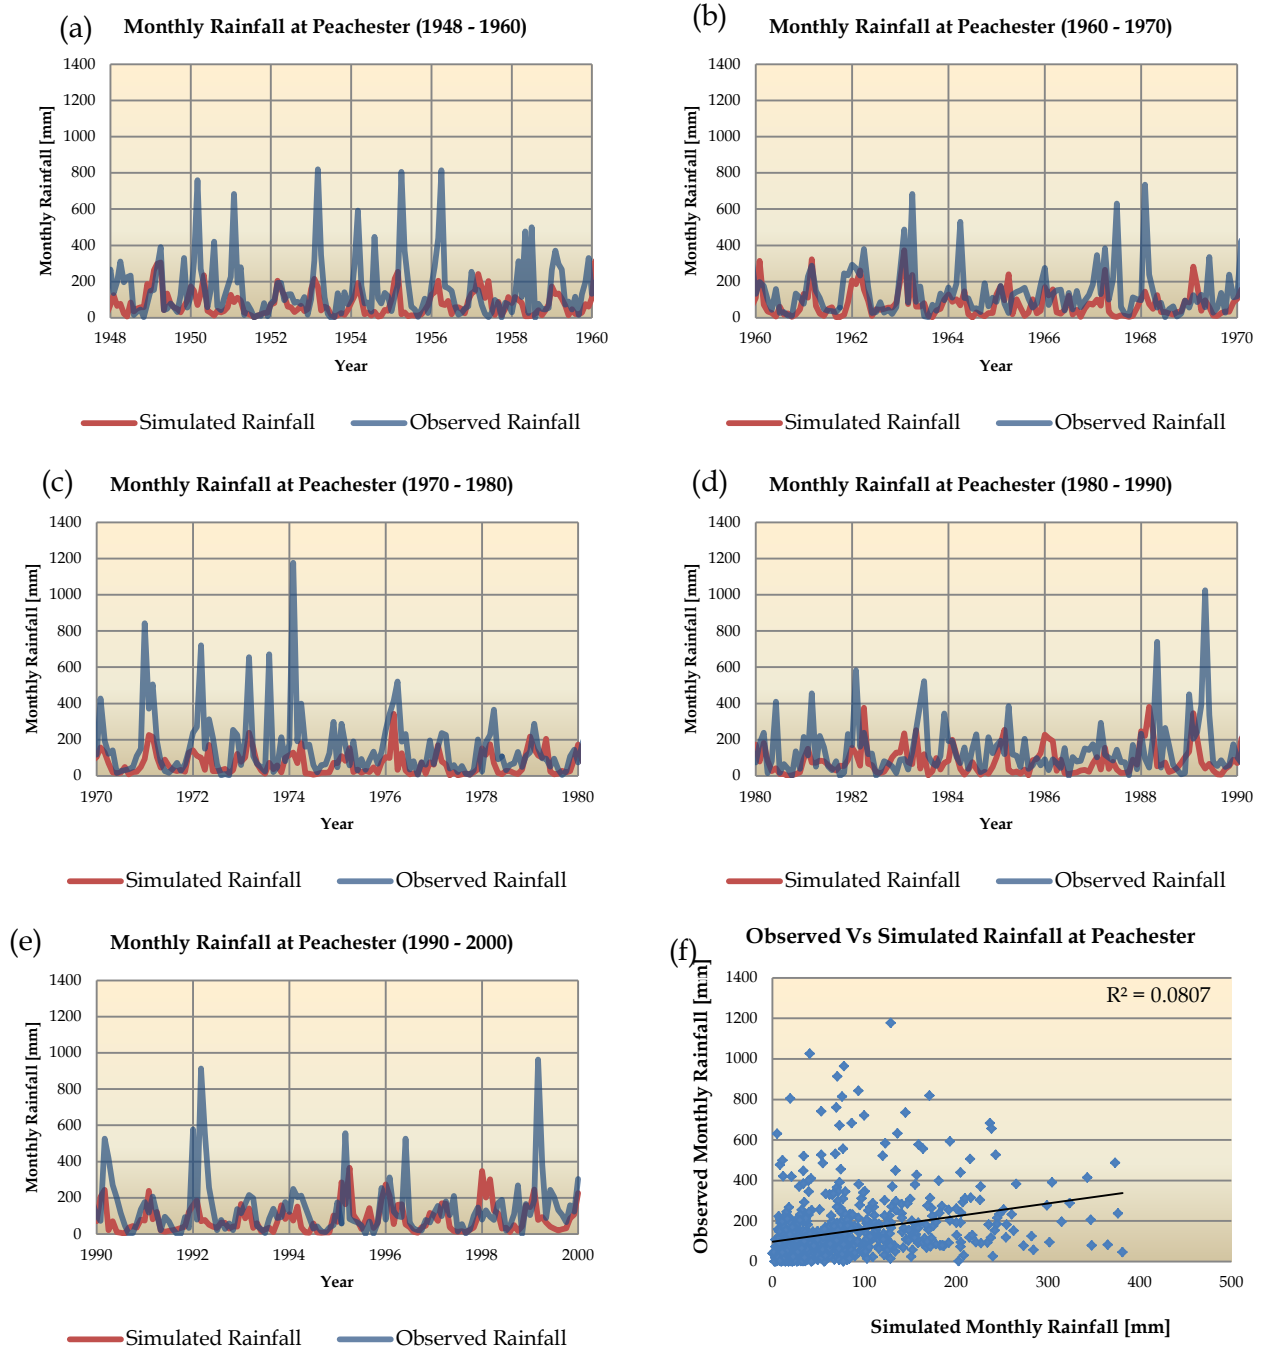 (a)
Monthly Rainfall at Peachester (1948 - 1960)
Monthly Rainfall [mm]
1400
1200
1000
800
600
400
200
0
1948 1950 1952 1954 1956 1958 1960
Year
Simulated Rainfall Observed Rainfall
(b)
Monthly Rainfall at Peachester (1960 - 1970)
Monthly Rainfall [mm]
1400
1200
1000
800
600
400
200
0
1960 1962 1964 1966 1968 1970
Year
Simulated Rainfall Observed Rainfall
(c)
Monthly Rainfall at Peachester (1970 - 1980)
Monthly Rainfall [mm]
1400
1200
1000
800
600
400
200
0
1970 1972 1974 1976 1978 1980
Year
Simulated Rainfall Observed Rainfall
(d)
Monthly Rainfall at Peachester (1980 - 1990)
Monthly Rainfall [mm]
1400
1200
1000
800
600
400
200
0
1980 1982 1984 1986 1988 1990
Year
Simulated Rainfall Observed Rainfall
(e)
Monthly Rainfall at Peachester (1990 - 2000)
Monthly Rainfall [mm]
1400
1200
1000
800
600
400
200
0
1990 1992 1994 1996 1998 2000
Year
Simulated Rainfall Observed Rainfall
(f)
Observed Vs Simulated Rainfall at Peachester
Observed Monthly Rainfall [mm]
1400
1200
1000
800
600
400
200
0
R² = 0.0807
0 100 200 300 400 500
Simulated Monthly Rainfall [mm]